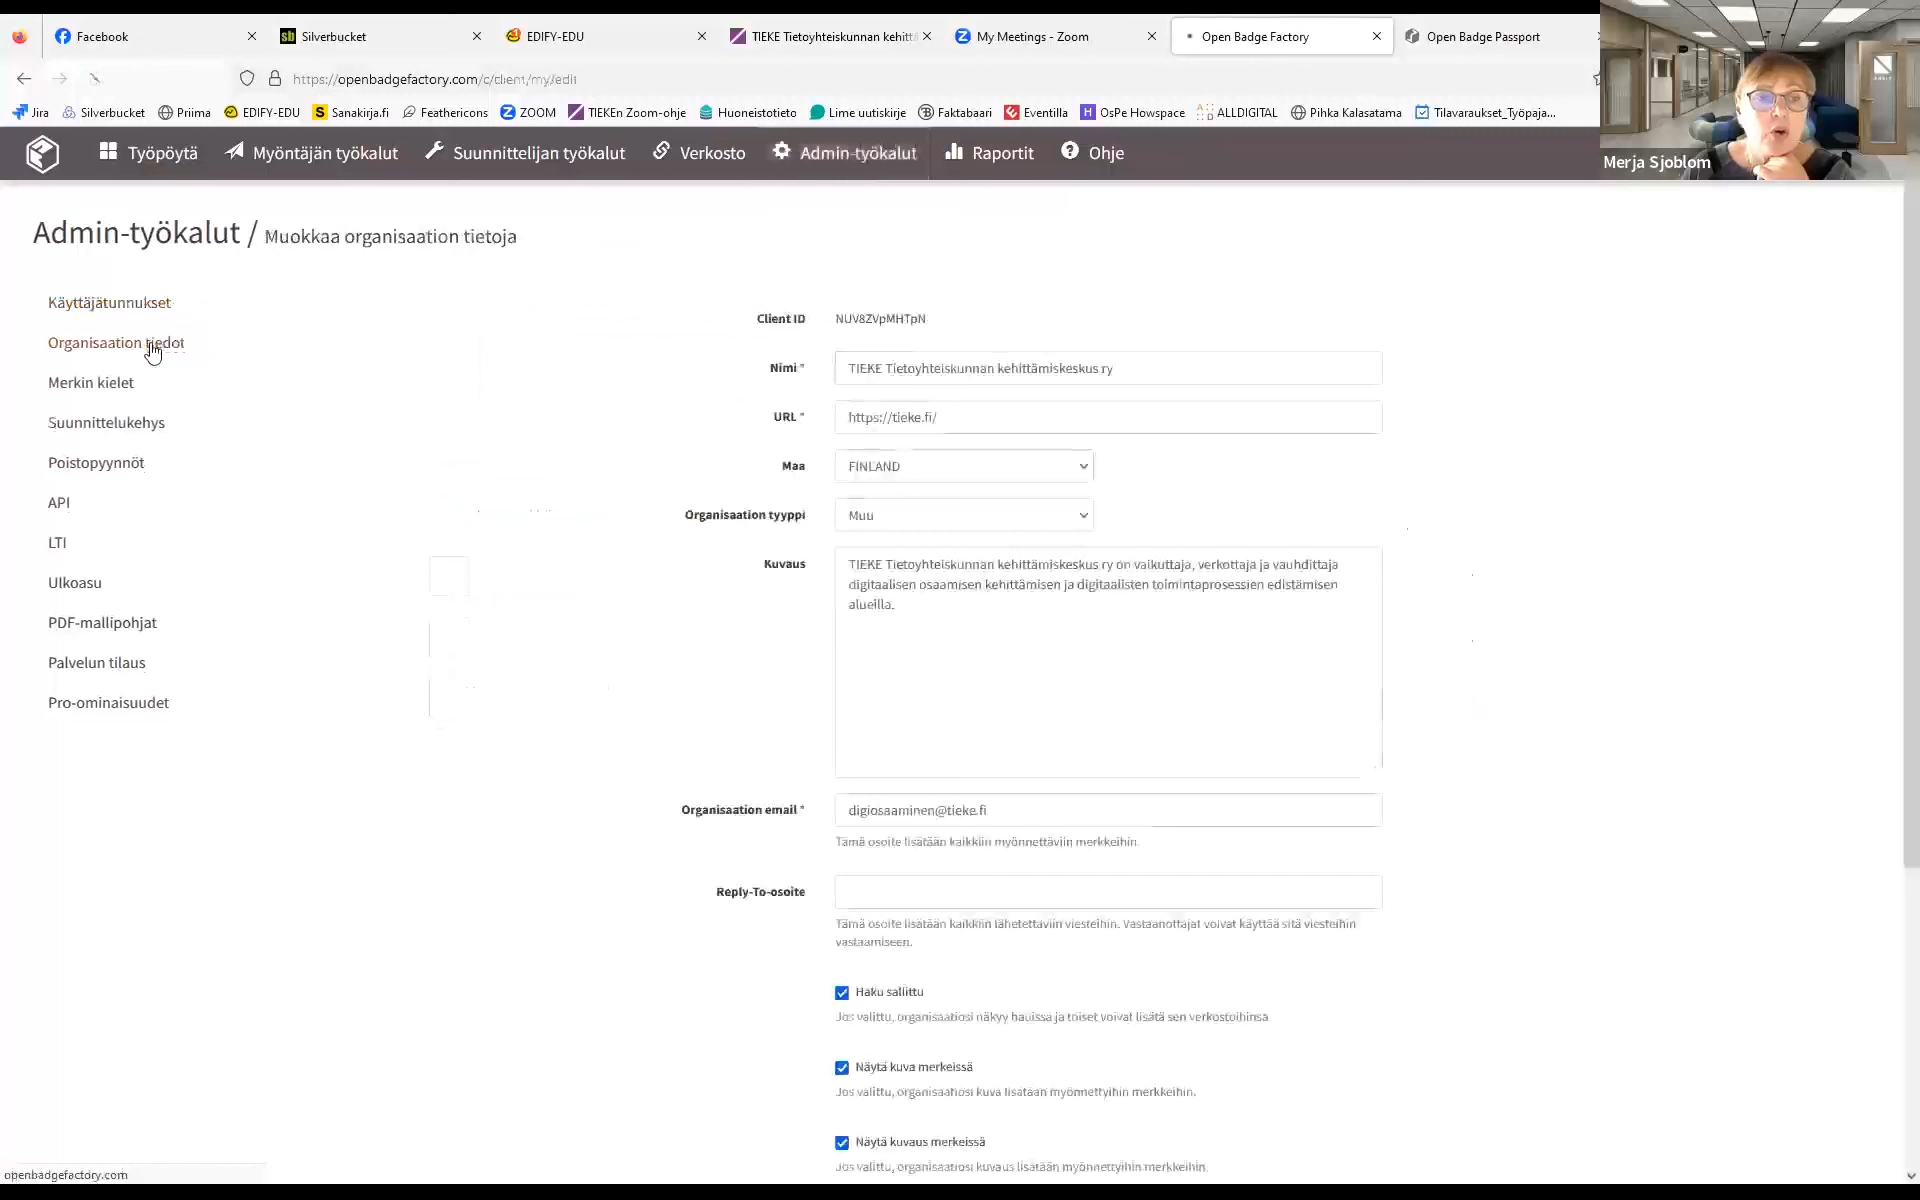 Facebook
Silverbucket
EDIFY-EDU
TIEKE Tietoyhteiskunnan kehitt
My Meetings - Zoom
Open Badge Factory
Open Badge Passport
https://openbadgefactory.com/c/client/my/edit
Jira
Silverbucket
Priima
EDIFY-EDU
Sanakirja.fi
Feathericons
ZOOM
TIEKEn Zoom-ohje
Huoneistotieto
Lime uutiskirje
Faktabaari
Eventilla
OsPe Howspace
ALLDIGITAL
Pihka Kalasatama
Tilavaraukset_Työpaja...
Työpöytä
Myöntäjän työkalut
Suunnittelijan työkalut
Verkosto
Admin-työkalut
Raportit
Ohje
Merja Sjoblom
Admin-työkalut / Muokkaa organisaation tietoja
Käyttäjätunnukset
Organisaation tiedot
Merkin kielet
Suunnittelukehys
Poistopyynnöt
API
LTI
Ulkoasu
PDF-mallipohjat
Palvelun tilaus
Pro-ominaisuudet
Client ID NUV8ZVpMHTpN
Nimi * TIEKE Tietoyhteiskunnan kehittämiskeskus ry
URL * https://tieke.fi/
Maa FINLAND
Organisaation tyyppi Muu
Kuvaus TIEKE Tietoyhteiskunnan kehittämiskeskus ry on vaikuttaja, verkottaja ja vauhdittaja
digitaalisen osaamisen kehittämisen ja digitaalisten toimintaprosessien edistämisen
alueilla.
Organisaation email * digiosaaminen@tieke.fi
Tämä osoite lisätään kaikkiin myönnettäviin merkkeihin.
Reply-To-osoite
Tämä osoite lisätään kaikkiin lähetettäviin viesteihin. Vastaanottajat voivat käyttää sitä viesteihin
vastaamiseen.
Haku sallittu
Jos valittu, organisaatiosi näkyy hauissa ja toiset voivat lisätä sen verkostoihinsa
Näytä kuva merkeissä
Jos valittu, organisaatiosi kuva lisätään myönnettyihin merkkeihin.
Näytä kuvaus merkeissä
Jos valittu, organisaatiosi kuvaus lisätään myönnettyihin merkkeihin
openbadgefactory.com